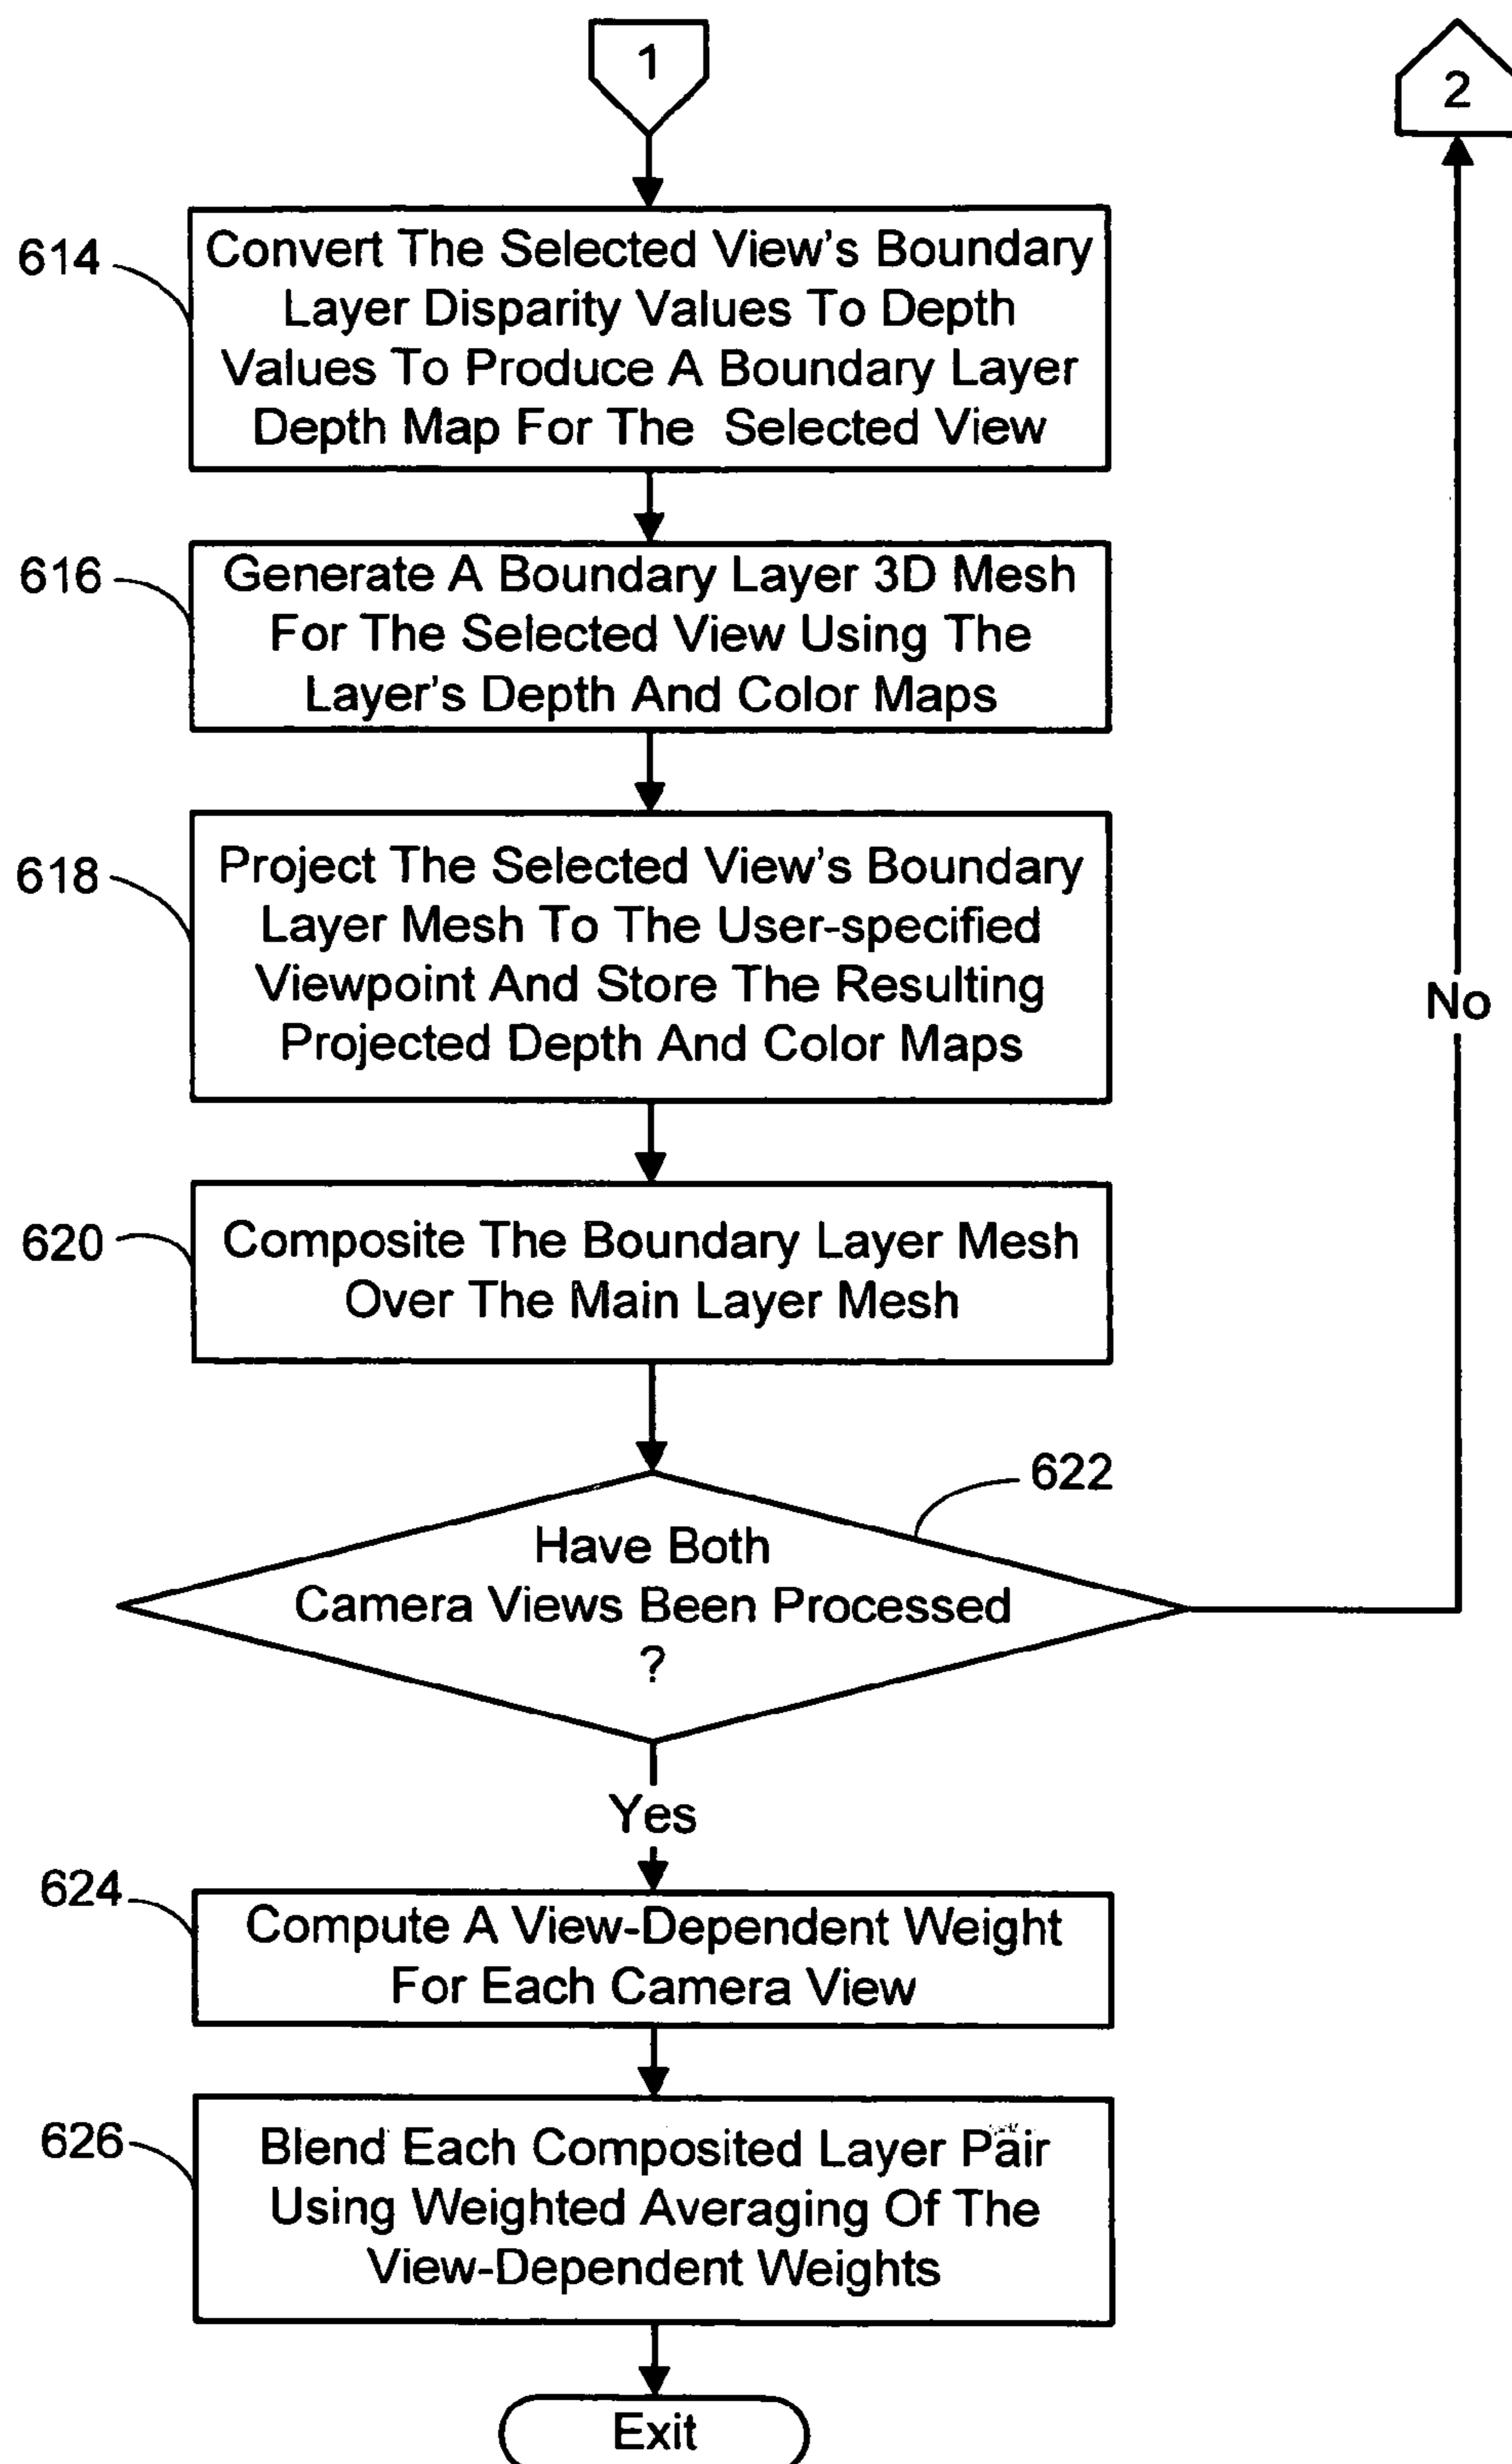 1
2
614
Convert The Selected View's Boundary
Layer Disparity Values To Depth
Values To Produce A Boundary Layer
Depth Map For The Selected View
616
Generate A Boundary Layer 3D Mesh
For The Selected View Using The
Layer's Depth And Color Maps
618
Project The Selected View's Boundary
Layer Mesh To The User-specified
Viewpoint And Store The Resulting
Projected Depth And Color Maps
No
620
Composite The Boundary Layer Mesh
Over The Main Layer Mesh
622
Have Both
Camera Views Been Processed
?
Yes
624
Compute A View-Dependent Weight
For Each Camera View
626
Blend Each Composited Layer Pair
Using Weighted Averaging Of The
View-Dependent Weights
Exit